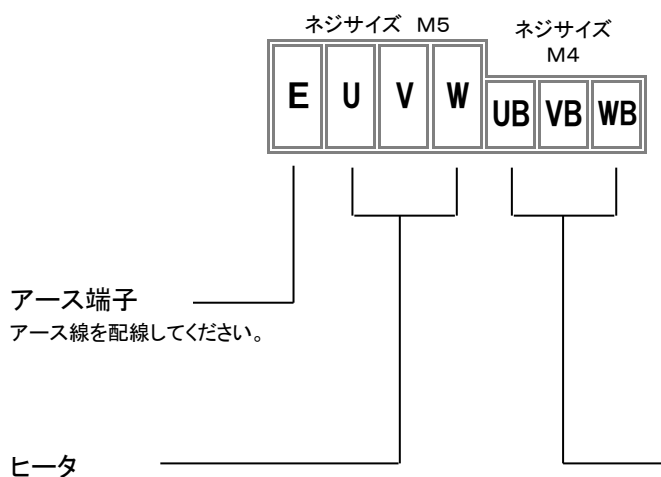 ネジサイズ M5
ネジサイズ
M4
E U V W UB VB WB
アース端子
アース線を配線してください。
ヒータ